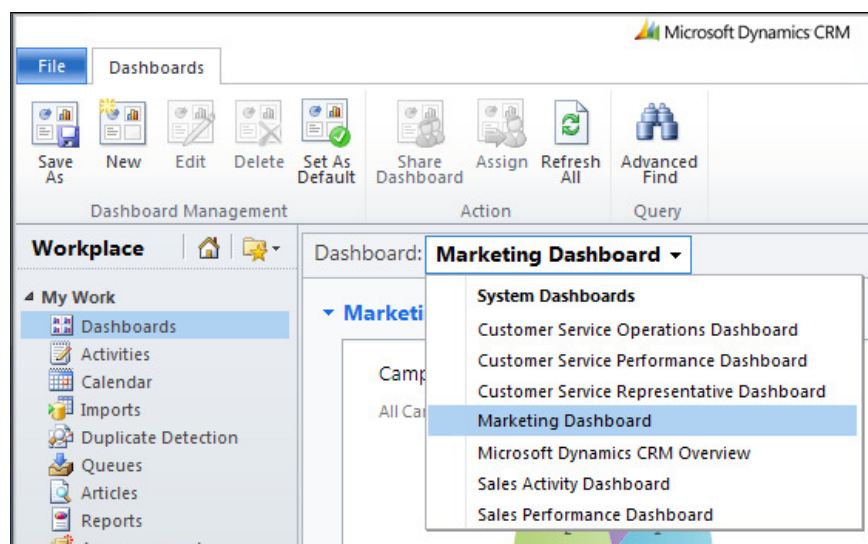 Microsoft Dynamics CRM
File Dashboards
Save As New Edit Delete Set As Default Share Dashboard Assign Refresh All Advanced Find
Dashboard Management Action Query
Workplace Dashboard: Marketing Dashboard
My Work
Dashboards
Activities
Calendar
Imports
Duplicate Detection
Queues
Articles
Reports
System Dashboards
Customer Service Operations Dashboard
Customer Service Performance Dashboard
Customer Service Representative Dashboard
Marketing Dashboard
Microsoft Dynamics CRM Overview
Sales Activity Dashboard
Sales Performance Dashboard
Marketi
Camp
All Ca